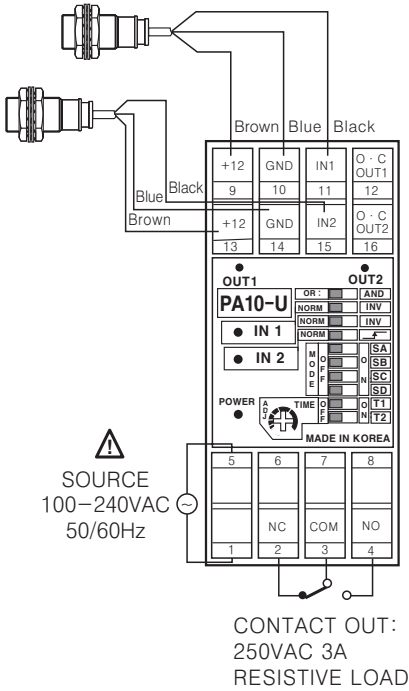 Brown Blue Black
+12 GND IN1 O · C OUT1
9 10 11 12
Black
Blue
Brown
+12 GND IN2 O · C OUT2
13 14 15 16
OUT1 OUT2
PA10-U
OR : AND
NORM INV
NORM INV
NORM
IN 1
IN 2
MODE OFF ON
SA
SB
SC
SD
POWER
ADJ
TIME OFF ON
T1
T2
MADE IN KOREA
5 6 7 8
SOURCE
100-240VAC ~
50/60Hz
NC COM NO
1 2 3 4
CONTACT OUT:
250VAC 3A
RESISTIVE LOAD